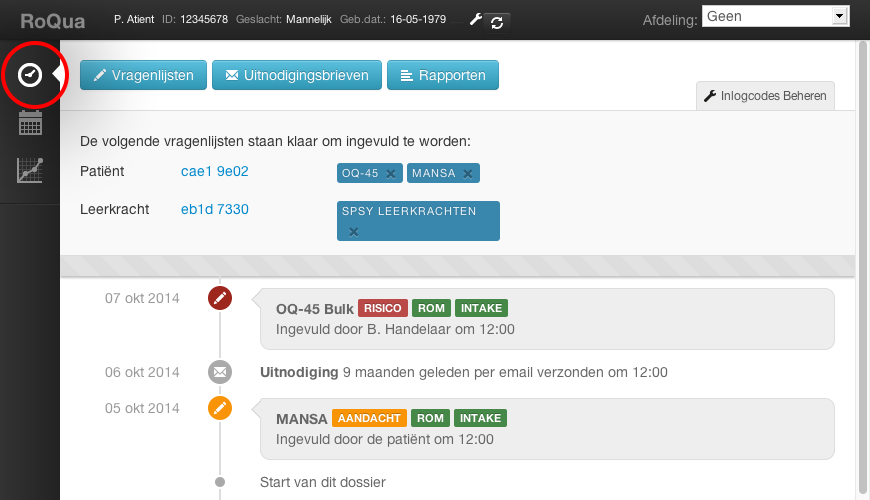 RoQua P. Atient ID: 12345678 Geslacht: Mannelijk Geb.dat.: 16-05-1979 Afdeling: Geen
Vragenlijsten Uitnodigingsbrieven Rapporten
Inlogcodes Beheren
De volgende vragenlijsten staan klaar om ingevuld te worden:
Patiënt cae1 9e02 OQ-45 MANSA
Leerkracht eb1d 7330 SPSY LEERKRACHTEN
07 okt 2014 OQ-45 Bulk RISICO ROM INTAKE
Ingevuld door B. Handelaar om 12:00
06 okt 2014 Uitnodiging 9 maanden geleden per email verzonden om 12:00
05 okt 2014 MANSA AANDACHT ROM INTAKE
Ingevuld door de patiënt om 12:00
Start van dit dossier